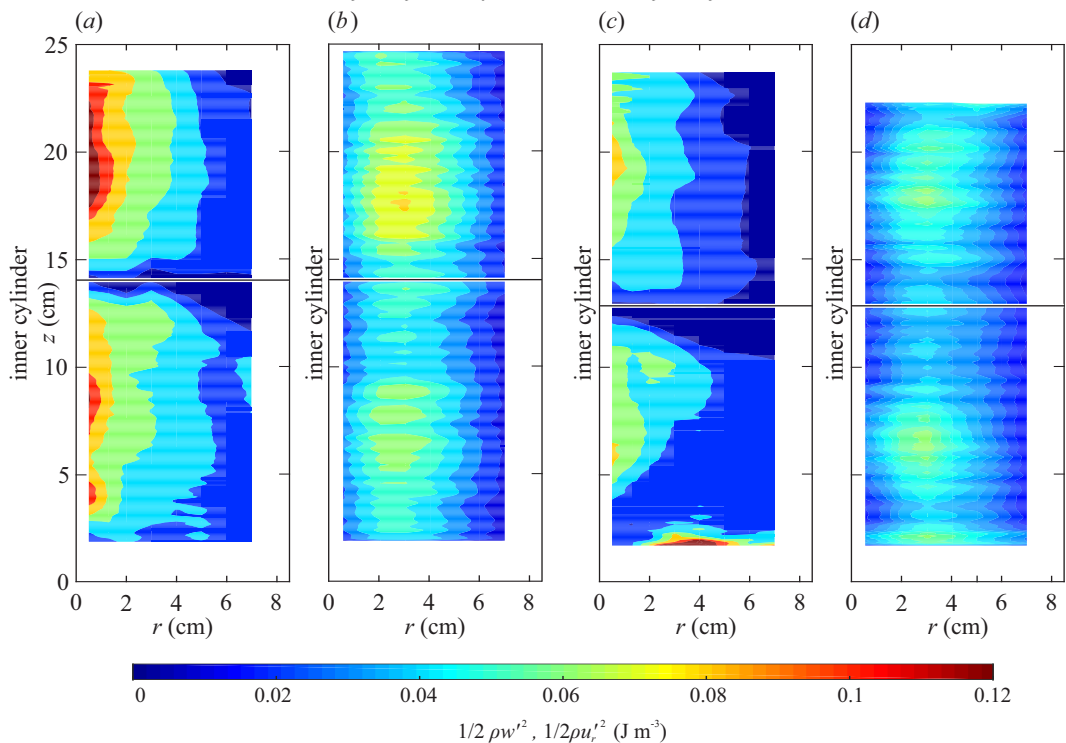 (a) (b) (c) (d)
25
20
15
10
5
0
z (cm)
inner cylinder
inner cylinder
inner cylinder
inner cylinder
0 2 4 6 8
0 2 4 6 8
0 2 4 6 8
0 2 4 6 8
r (cm) r (cm) r (cm) r (cm)
0 0.02 0.04 0.06 0.08 0.1 0.12
1/2 ρw′² , 1/2ρuᵣ′² (J m⁻³)